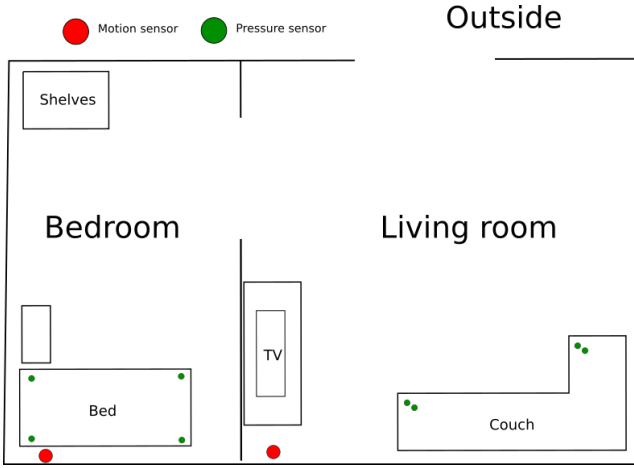 Outside
Motion sensor
Pressure sensor
Shelves
Bedroom
Living room
TV
Bed
Couch